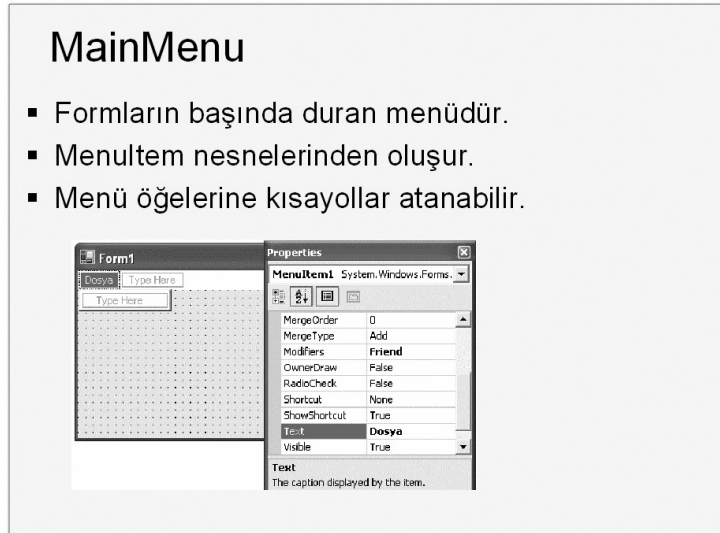 MainMenu
▪ Formların başında duran menüdür.
▪ MenuItem nesnelerinden oluşur.
▪ Menü öğelerine kısayollar atanabilir.
Form1
Dosya Type Here
Type Here
Properties
MenuItem1 System.Windows.Forms.
MergeOrder 0
MergeType Add
Modifiers Friend
OwnerDraw False
RadioCheck False
Shortcut None
ShowShortcut True
Text Dosya
Visible True
Text
The caption displayed by the item.